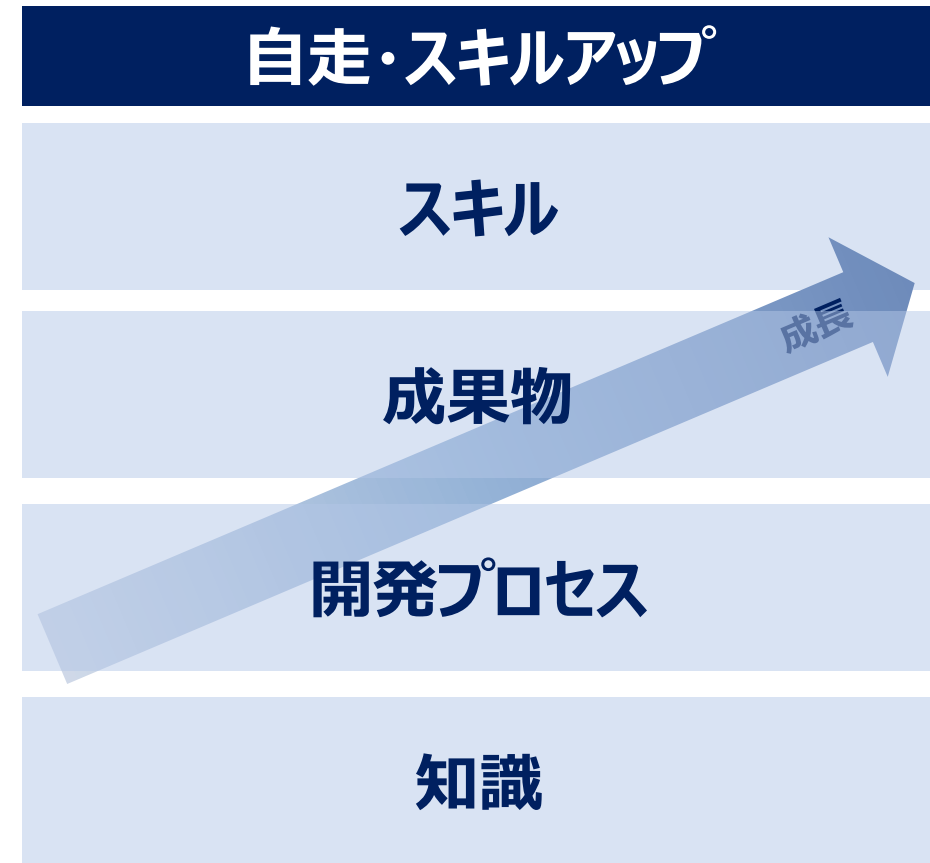 自走・スキルアップ
スキル
成長
成果物
開発プロセス
知識